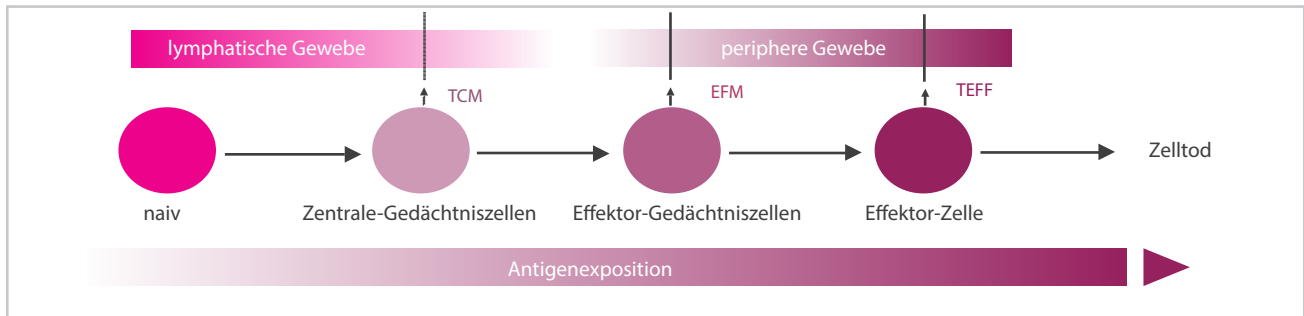 lymphatische Gewebe
periphere Gewebe
TCM
EFM
TEFF
Zelltod
naiv
Zentrale-Gedächtniszellen
Effektor-Gedächtniszellen
Effektor-Zelle
Antigenexposition